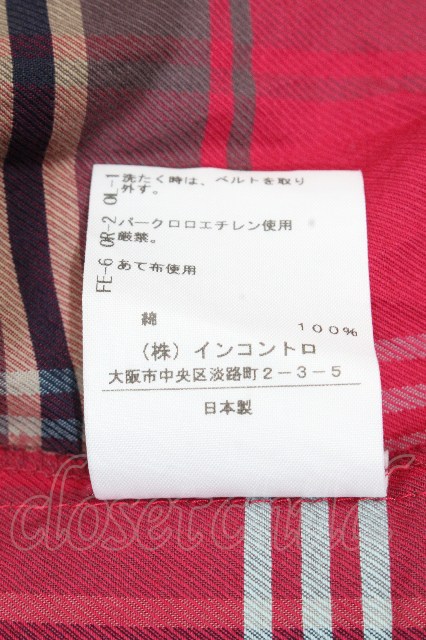 洗たく時は、ベルトを取り
外す。
パークロロエチレン使用
厳禁。
あて布使用
FE-6 OR-2 OL-1
綿 100%
(株)インコントロ
大阪市中央区淡路町2-3-5
日本製